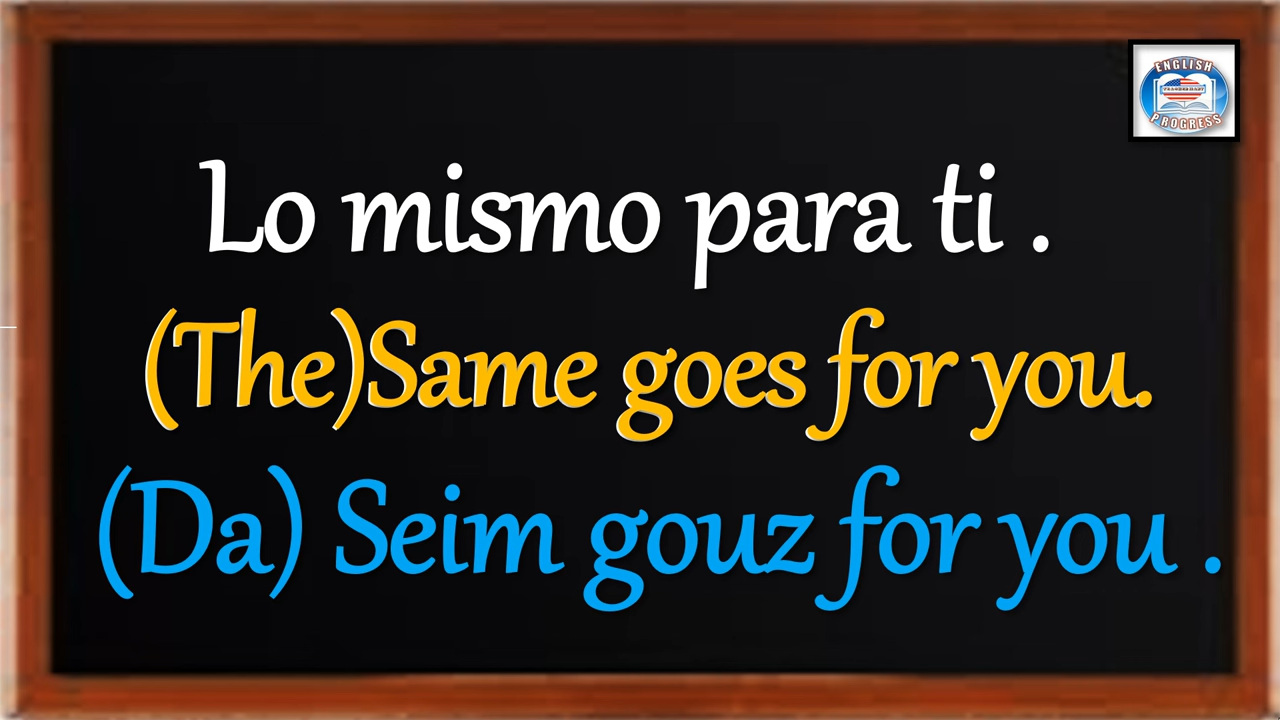 ENGLISH
PROGRESS
Lo mismo para ti .
(The)Same goes for you.
(Da) Seim gouz for you .